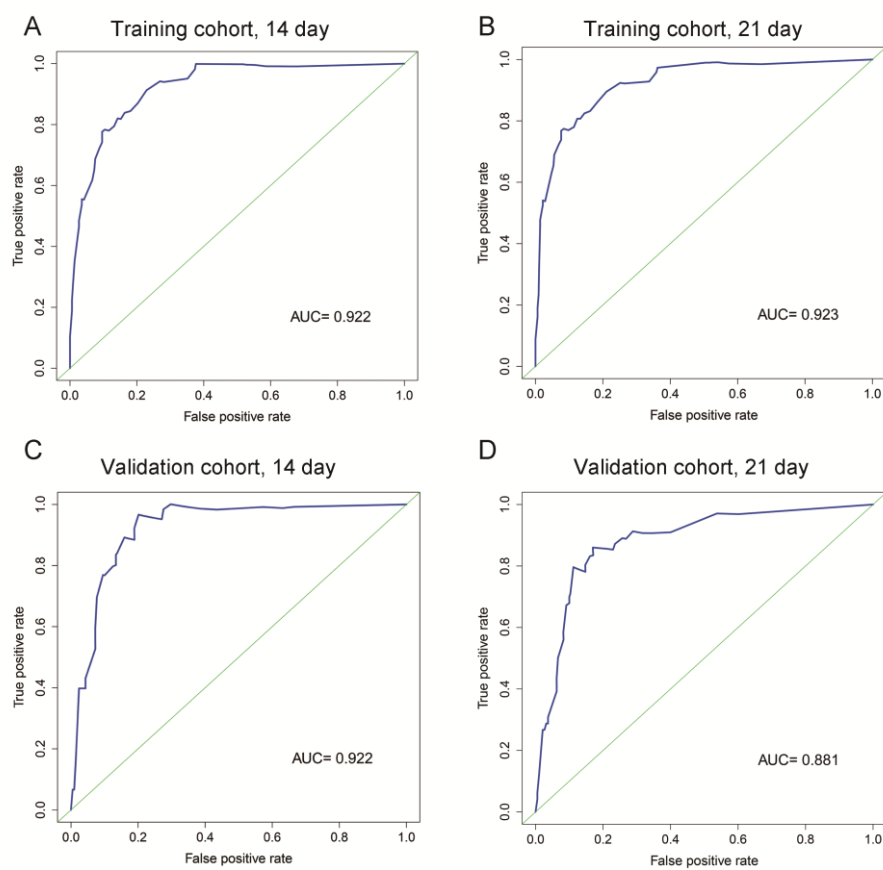 A
Training cohort, 14 day
1.0
0.8
0.6
0.4
0.2
0.0
True positive rate
AUC= 0.922
0.0 0.2 0.4 0.6 0.8 1.0
False positive rate
B
Training cohort, 21 day
1.0
0.8
0.6
0.4
0.2
0.0
True positive rate
AUC= 0.923
0.0 0.2 0.4 0.6 0.8 1.0
False positive rate
C
Validation cohort, 14 day
1.0
0.8
0.6
0.4
0.2
0.0
True positive rate
AUC= 0.922
0.0 0.2 0.4 0.6 0.8 1.0
False positive rate
D
Validation cohort, 21 day
1.0
0.8
0.6
0.4
0.2
0.0
True positive rate
AUC= 0.881
0.0 0.2 0.4 0.6 0.8 1.0
False positive rate